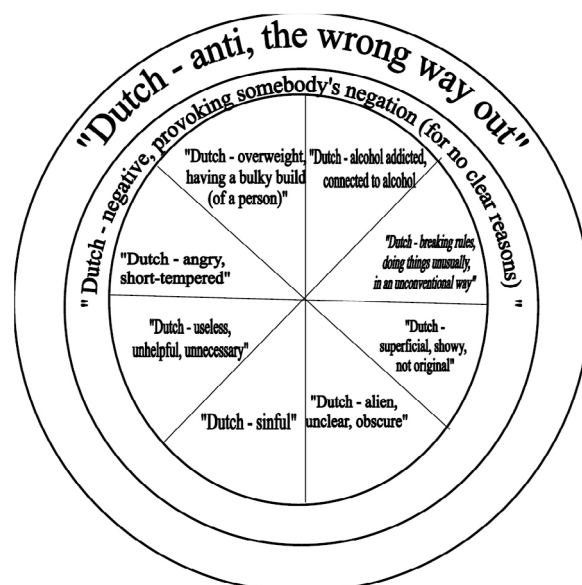 "Dutch - anti, the wrong way out"
"Dutch - negative, provoking somebody's negation (for no clear reasons) "
"Dutch - overweight,
having a bulky build
(of a person)"
"Dutch - alcohol addicted,
connected to alcohol
"Dutch - breaking rules,
doing things unusually,
in an unconventional way"
"Dutch - angry,
short-tempered"
"Dutch - useless,
unhelpful, unnecessary"
"Dutch -
superficial, showy,
not original"
"Dutch - sinful"
"Dutch - alien,
unclear, obscure"